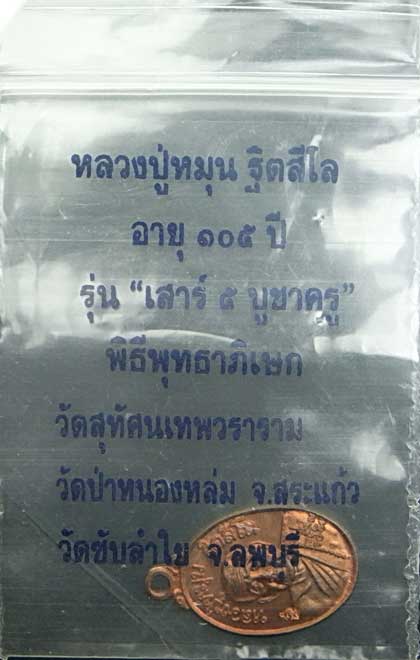 หลวงปู่หมุน ฐิตสีโล
อายุ ๑๐๕ ปี
รุ่น “เสาร์ ๕ บูชาครู”
พิธีพุทธาภิเษก
วัดสุทัศนเทพวราราม
วัดป่าหนองหล่ม จ.สระแก้ว
วัดซับลำใย จ.ลพบุรี